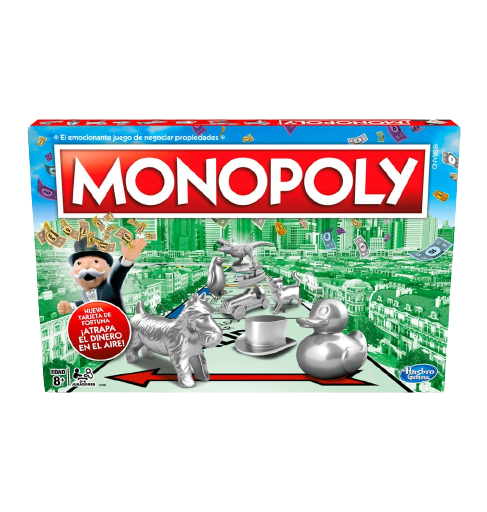 ✳ El emocionante juego de negociar propiedades ✳
MONOPOLY
NUEVA
TARJETA DE
FORTUNA
¡ATRAPA
EL DINERO
EN EL AIRE!
EDAD
8+
JUGADORES
Hasbro
Gaming